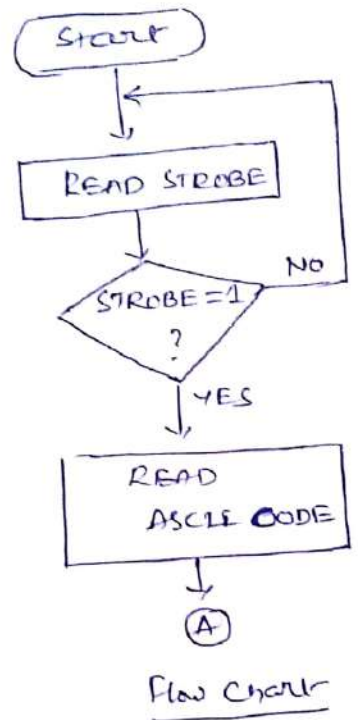 Start
READ STROBE
NO
STROBE=1
?
YES
READ
ASCII CODE
A
Flow Chart